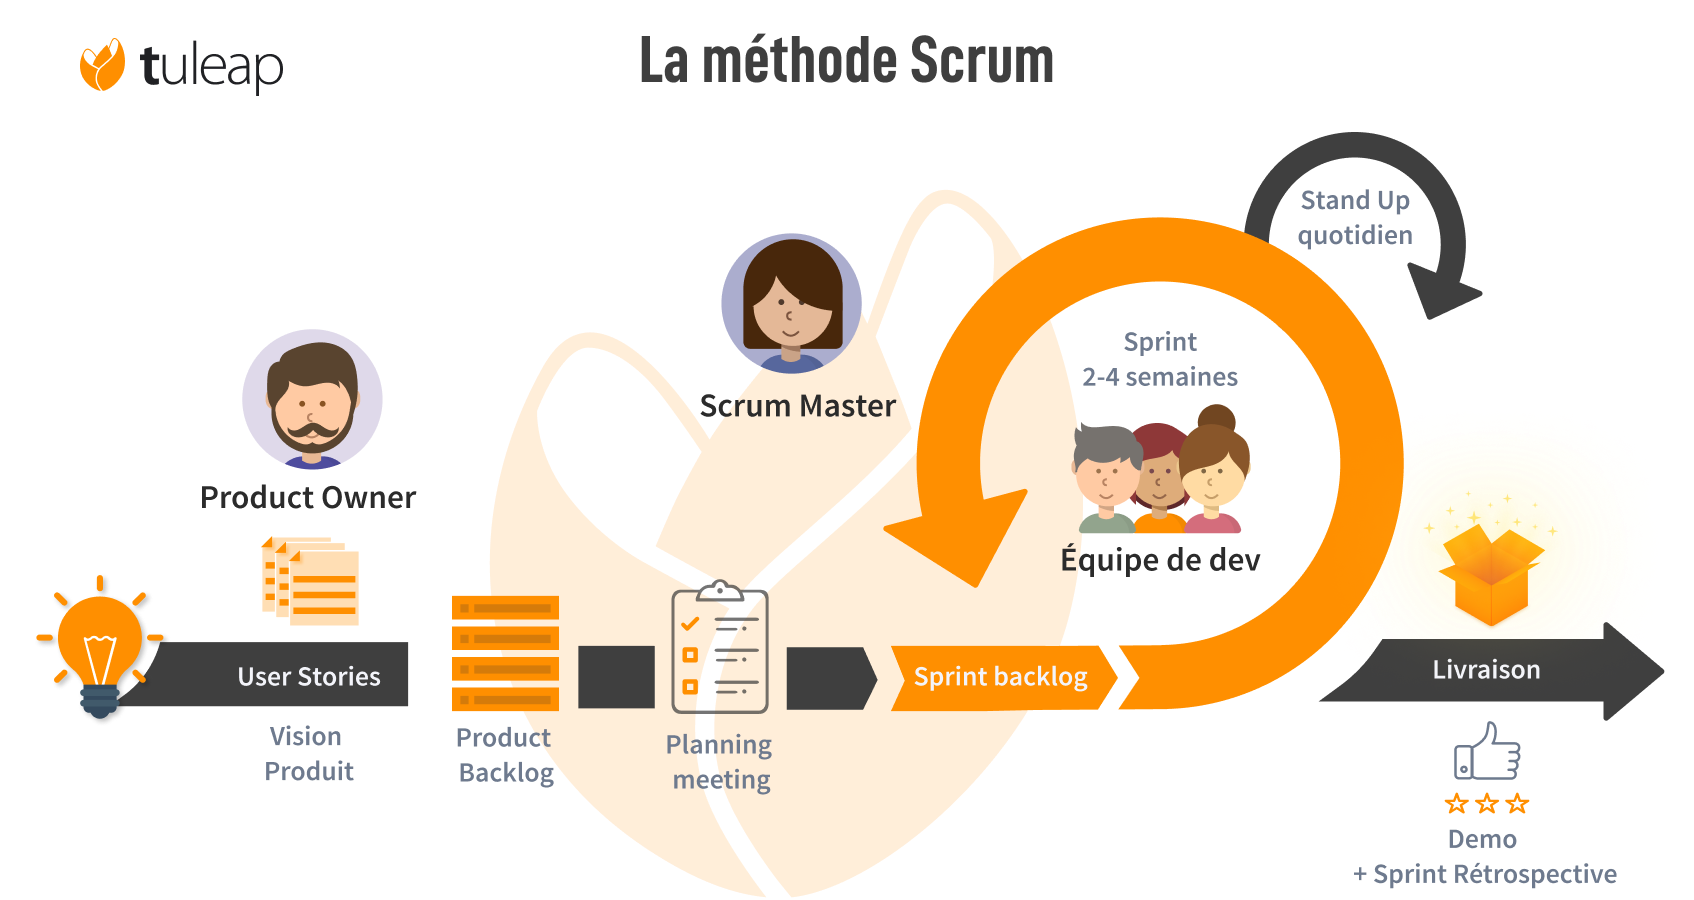 tuleap
La méthode Scrum
Stand Up
quotidien
Sprint
2-4 semaines
Scrum Master
Product Owner
Équipe de dev
User Stories
Sprint backlog
Livraison
Vision
Produit
Product
Backlog
Planning
meeting
Demo
+ Sprint Rétrospective